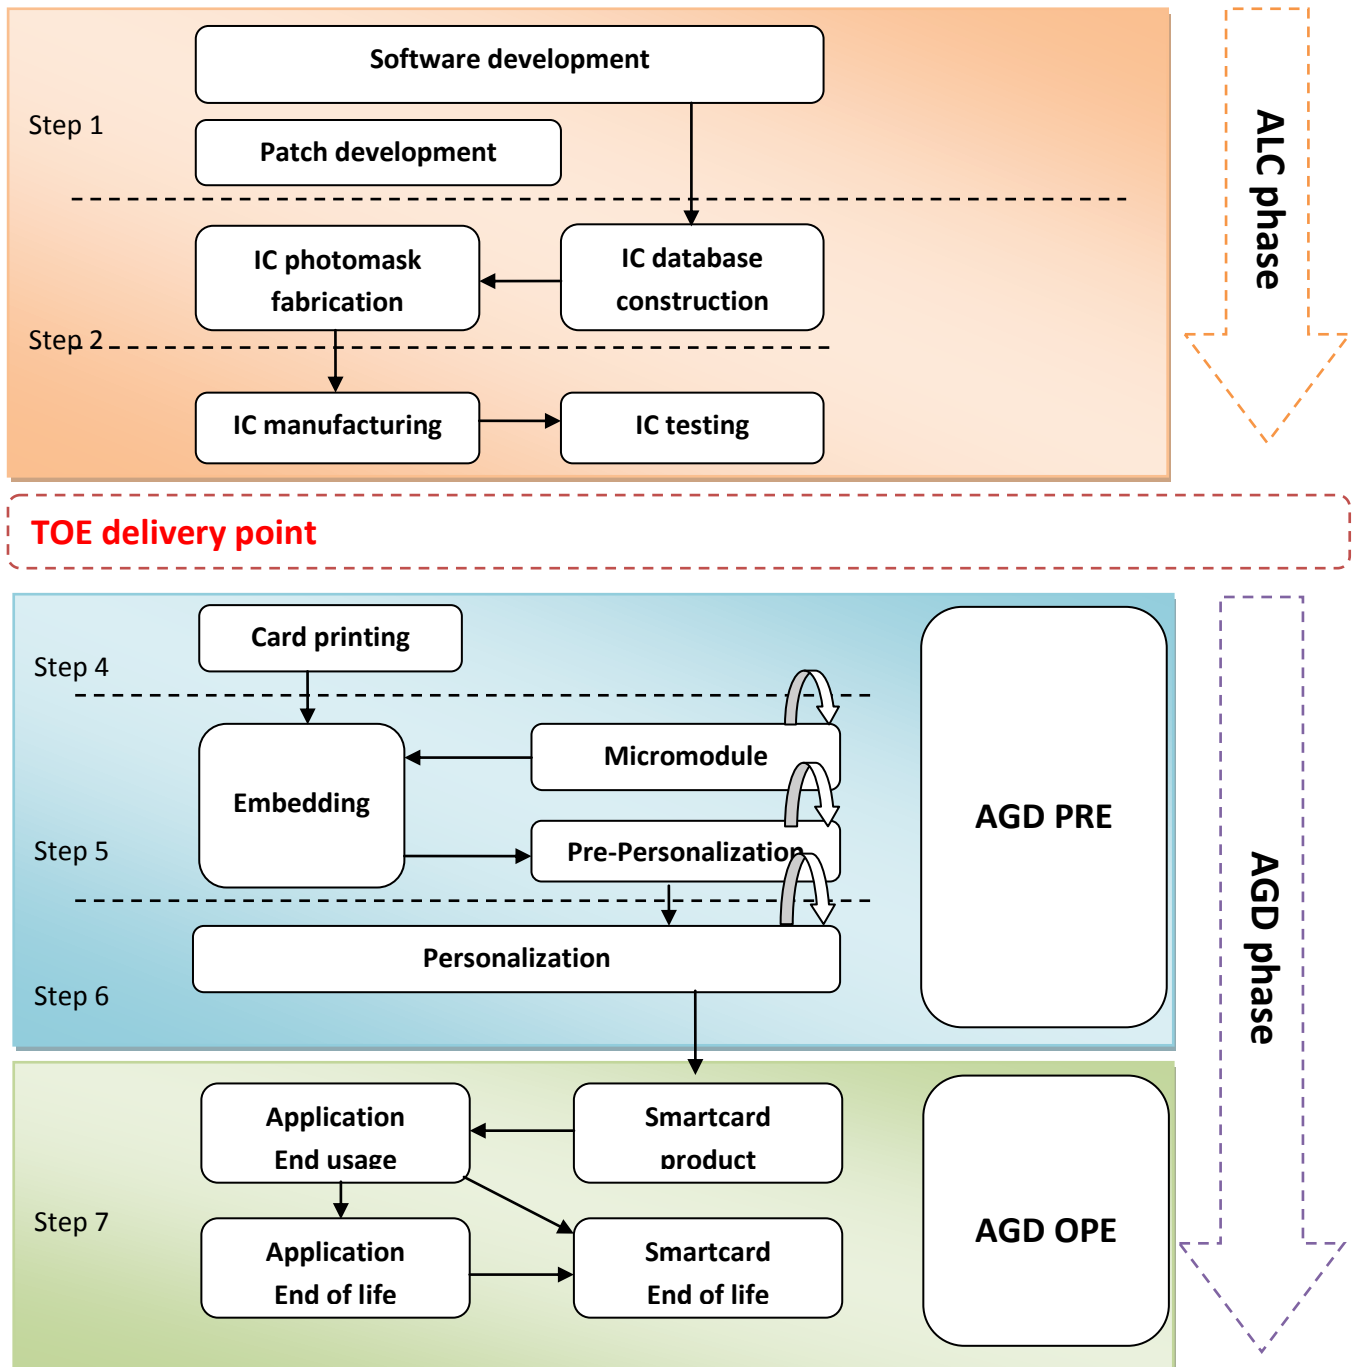 Software development
Step 1
Patch development
ALC phase
IC photomask
fabrication
IC database
construction
Step 2
IC manufacturing
IC testing
TOE delivery point
Card printing
Step 4
Micromodule
Embedding
AGD PRE
Step 5
Pre-Personalization
AGD phase
Personalization
Step 6
Application
End usage
Smartcard
product
Step 7
Application
End of life
Smartcard
End of life
AGD OPE